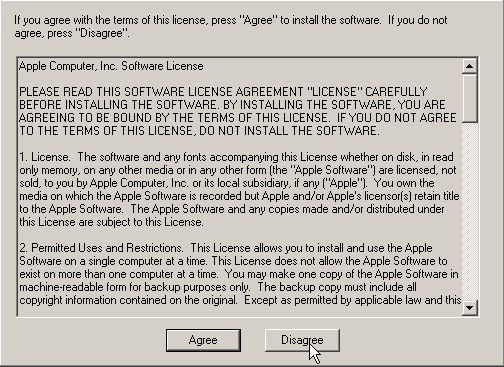 If you agree with the terms of this license, press "Agree" to install the software.  If you do not
agree, press "Disagree".
Apple Computer, Inc. Software License
PLEASE READ THIS SOFTWARE LICENSE AGREEMENT "LICENSE" CAREFULLY
BEFORE INSTALLING THE SOFTWARE. BY INSTALLING THE SOFTWARE, YOU ARE
AGREEING TO BE BOUND BY THE TERMS OF THIS LICENSE.  IF YOU DO NOT AGREE
TO THE TERMS OF THIS LICENSE, DO NOT INSTALL THE SOFTWARE.
1. License.  The software and any fonts accompanying this License whether on disk, in read
only memory, on any other media or in any other form (the "Apple Software") are licensed, not
sold, to you by Apple Computer, Inc. or its local subsidiary, if any ("Apple").  You own the
media on which the Apple Software is recorded but Apple and/or Apple's licensor(s) retain title
to the Apple Software.  The Apple Software and any copies made and/or distributed under
this License are subject to this License.
2. Permitted Uses and Restrictions.  This License allows you to install and use the Apple
Software on a single computer at a time. This License does not allow the Apple Software to
exist on more than one computer at a time.  You may make one copy of the Apple Software in
machine-readable form for backup purposes only.  The backup copy must include all
copyright information contained on the original.  Except as permitted by applicable law and this
Agree
Disagree